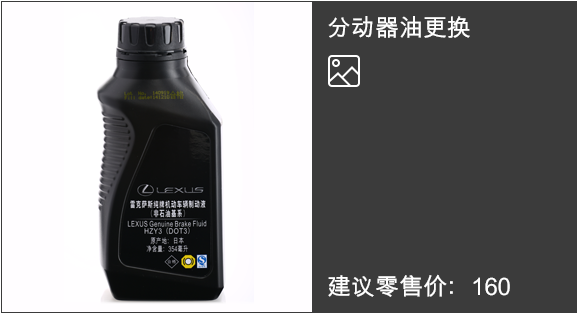 LEXUS
雷克萨斯纯牌机动车辆制动液
(非石油基系)
LEXUS Genuine Brake Fluid
HZY3 (DOT3)
原产地：日本
净含量：354毫升
分动器油更换
建议零售价：160